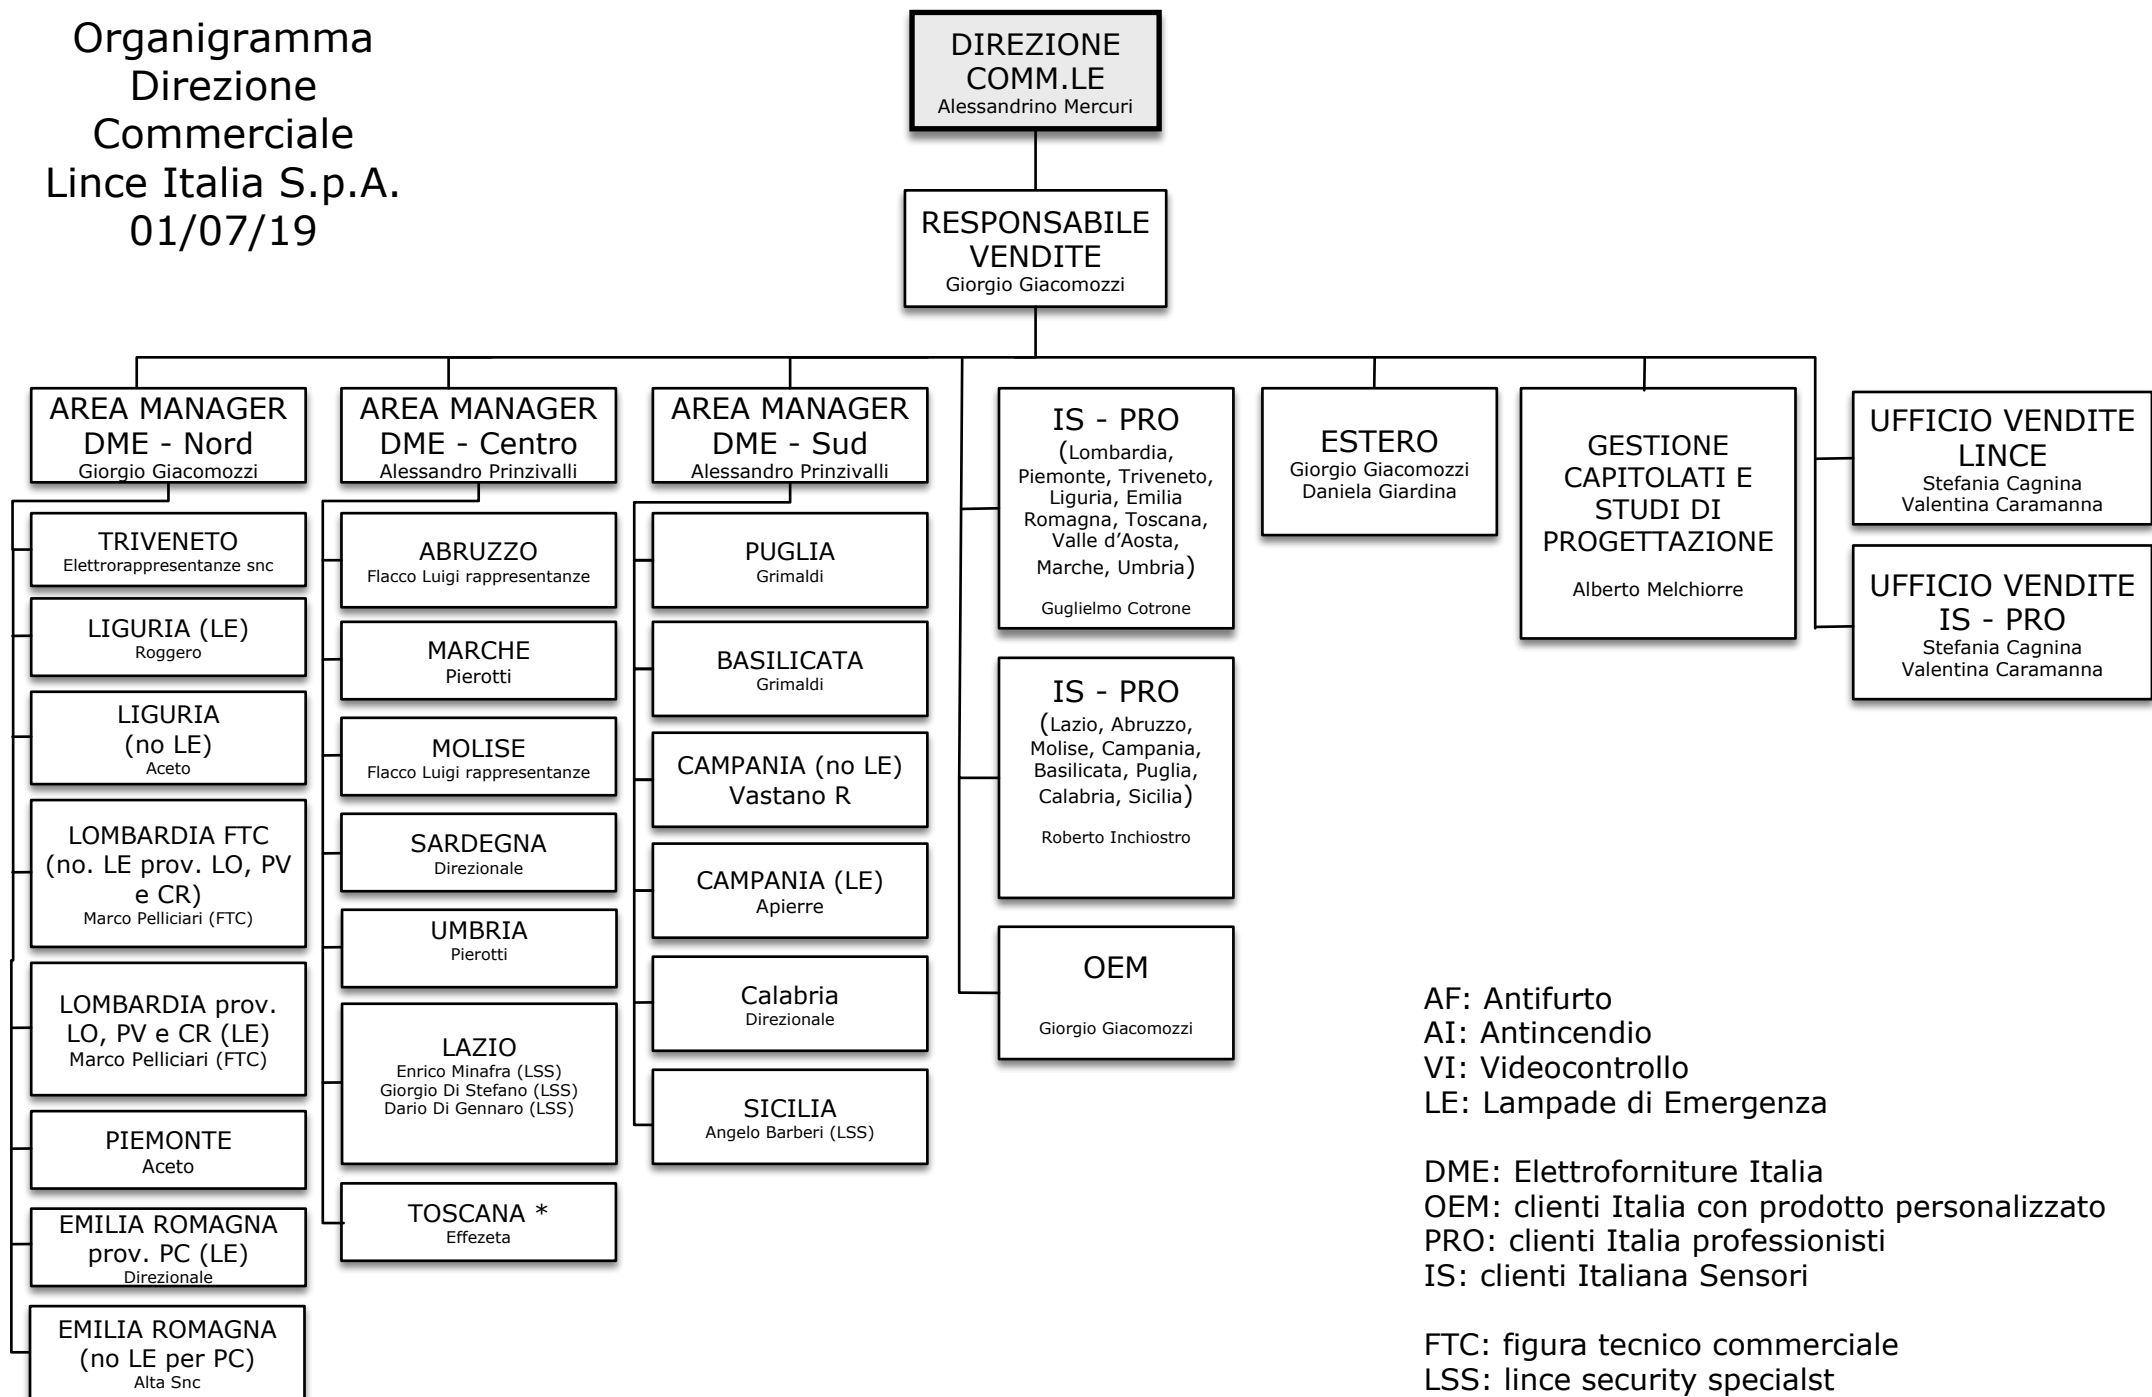 Organigramma
Direzione
Commerciale
Lince Italia S.p.A.
01/07/19
DIREZIONE
COMM.LE
Alessandrino Mercuri
RESPONSABILE
VENDITE
Giorgio Giacomozzi
AREA MANAGER
DME - Nord
Giorgio Giacomozzi
TRIVENETO
Elettrorappresentanze snc
LIGURIA (LE)
Roggero
LIGURIA
(no LE)
Aceto
LOMBARDIA FTC
(no. LE prov. LO, PV
e CR)
Marco Pelliciari (FTC)
LOMBARDIA prov.
LO, PV e CR (LE)
Marco Pelliciari (FTC)
PIEMONTE
Aceto
EMILIA ROMAGNA
prov. PC (LE)
Direzionale
EMILIA ROMAGNA
(no LE per PC)
Alta Snc
AREA MANAGER
DME - Centro
Alessandro Prinzivalli
ABRUZZO
Flacco Luigi rappresentanze
MARCHE
Pierotti
MOLISE
Flacco Luigi rappresentanze
SARDEGNA
Direzionale
UMBRIA
Pierotti
LAZIO
Enrico Minafra (LSS)
Giorgio Di Stefano (LSS)
Dario Di Gennaro (LSS)
TOSCANA *
Effezeta
AREA MANAGER
DME - Sud
Alessandro Prinzivalli
PUGLIA
Grimaldi
BASILICATA
Grimaldi
CAMPANIA (no LE)
Vastano R
CAMPANIA (LE)
Apierre
Calabria
Direzionale
SICILIA
Angelo Barberi (LSS)
IS - PRO
(Lombardia,
Piemonte, Triveneto,
Liguria, Emilia
Romagna, Toscana,
Valle d’Aosta,
Marche, Umbria)
Guglielmo Cotrone
IS - PRO
(Lazio, Abruzzo,
Molise, Campania,
Basilicata, Puglia,
Calabria, Sicilia)
Roberto Inchiostro
OEM
Giorgio Giacomozzi
ESTERO
Giorgio Giacomozzi
Daniela Giardina
GESTIONE
CAPITOLATI E
STUDI DI
PROGETTAZIONE
Alberto Melchiorre
UFFICIO VENDITE
LINCE
Stefania Cagnina
Valentina Caramanna
UFFICIO VENDITE
IS - PRO
Stefania Cagnina
Valentina Caramanna
AF: Antifurto
AI: Antincendio
VI: Videocontrollo
LE: Lampade di Emergenza
DME: Elettroforniture Italia
OEM: clienti Italia con prodotto personalizzato
PRO: clienti Italia professionisti
IS: clienti Italiana Sensori
FTC: figura tecnico commerciale
LSS: lince security specialst